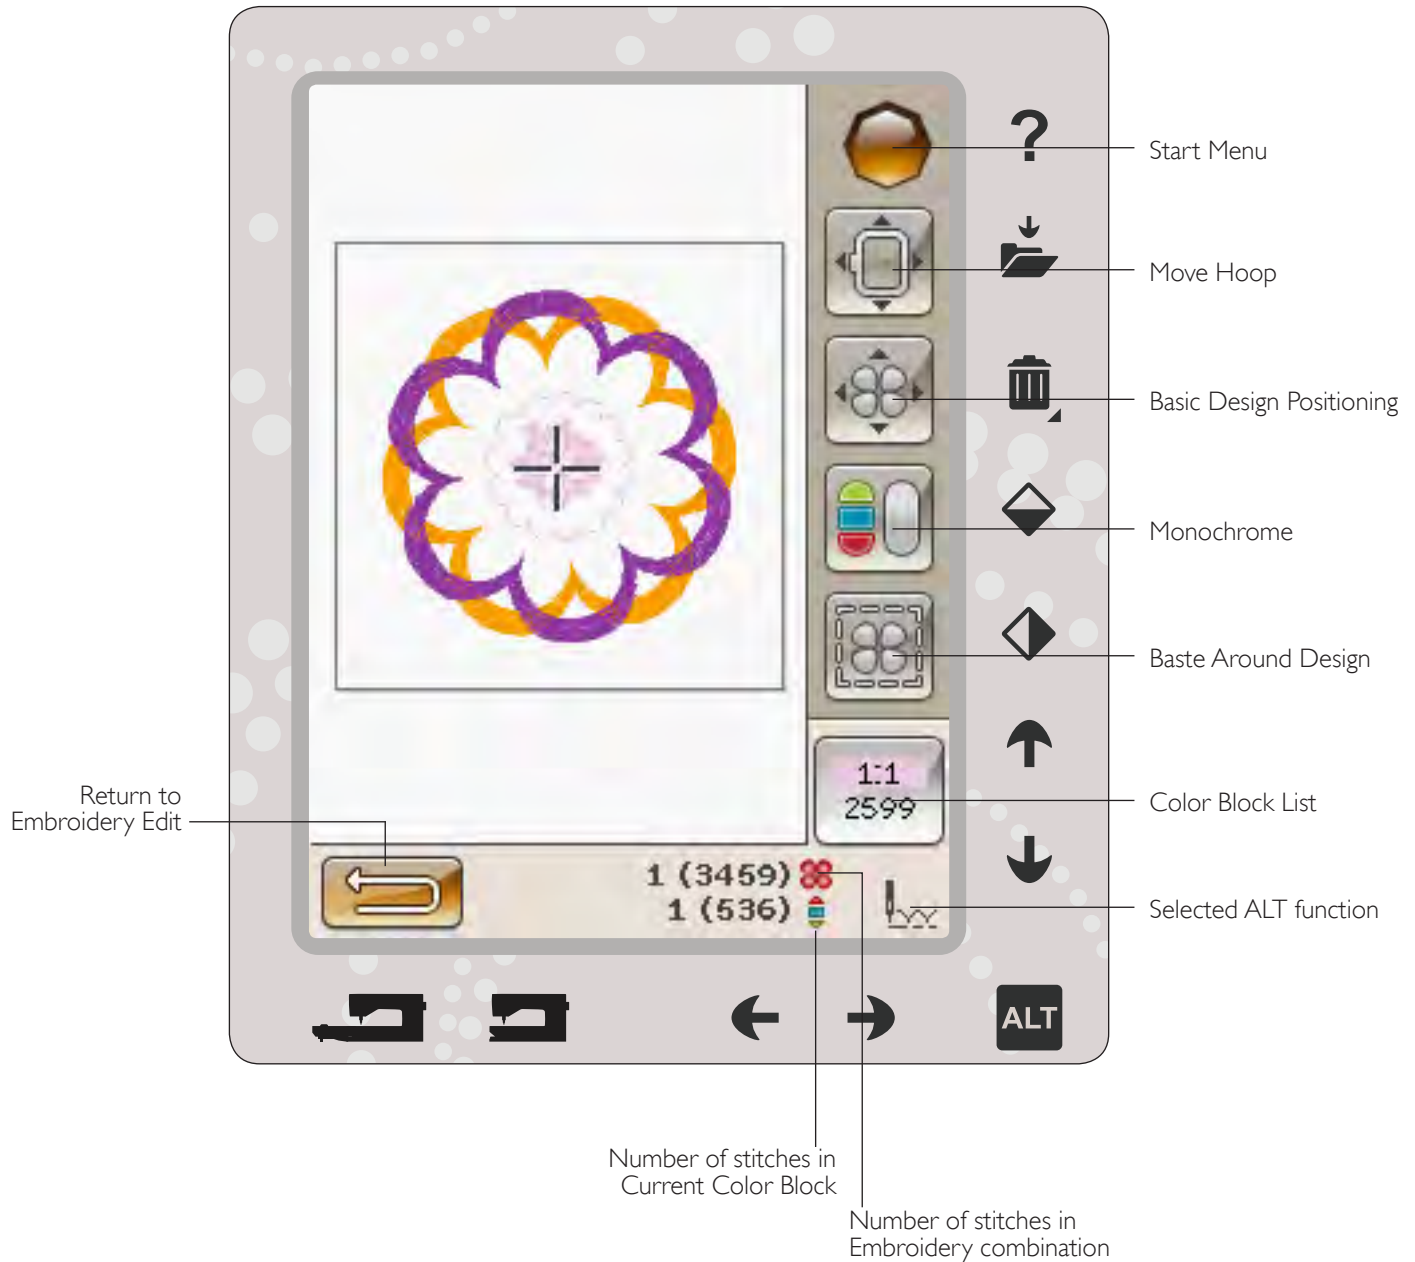 ?
Start Menu
Move Hoop
Basic Design Positioning
Monochrome
Baste Around Design
1:1
2599
Color Block List
Return to
Embroidery Edit
1 (3459)
1 (536)
Selected ALT function
ALT
Number of stitches in
Current Color Block
Number of stitches in
Embroidery combination